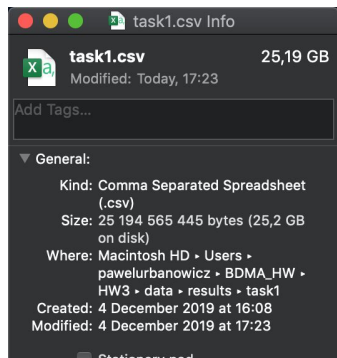 task1.csv Info
task1.csv 25,19 GB
Modified: Today, 17:23
Add Tags...
General:
Kind: Comma Separated Spreadsheet
(.csv)
Size: 25 194 565 445 bytes (25,2 GB
on disk)
Where: Macintosh HD ▸ Users ▸
pawelurbanowicz ▸ BDMA_HW ▸
HW3 ▸ data ▸ results ▸ task1
Created: 4 December 2019 at 16:08
Modified: 4 December 2019 at 17:23